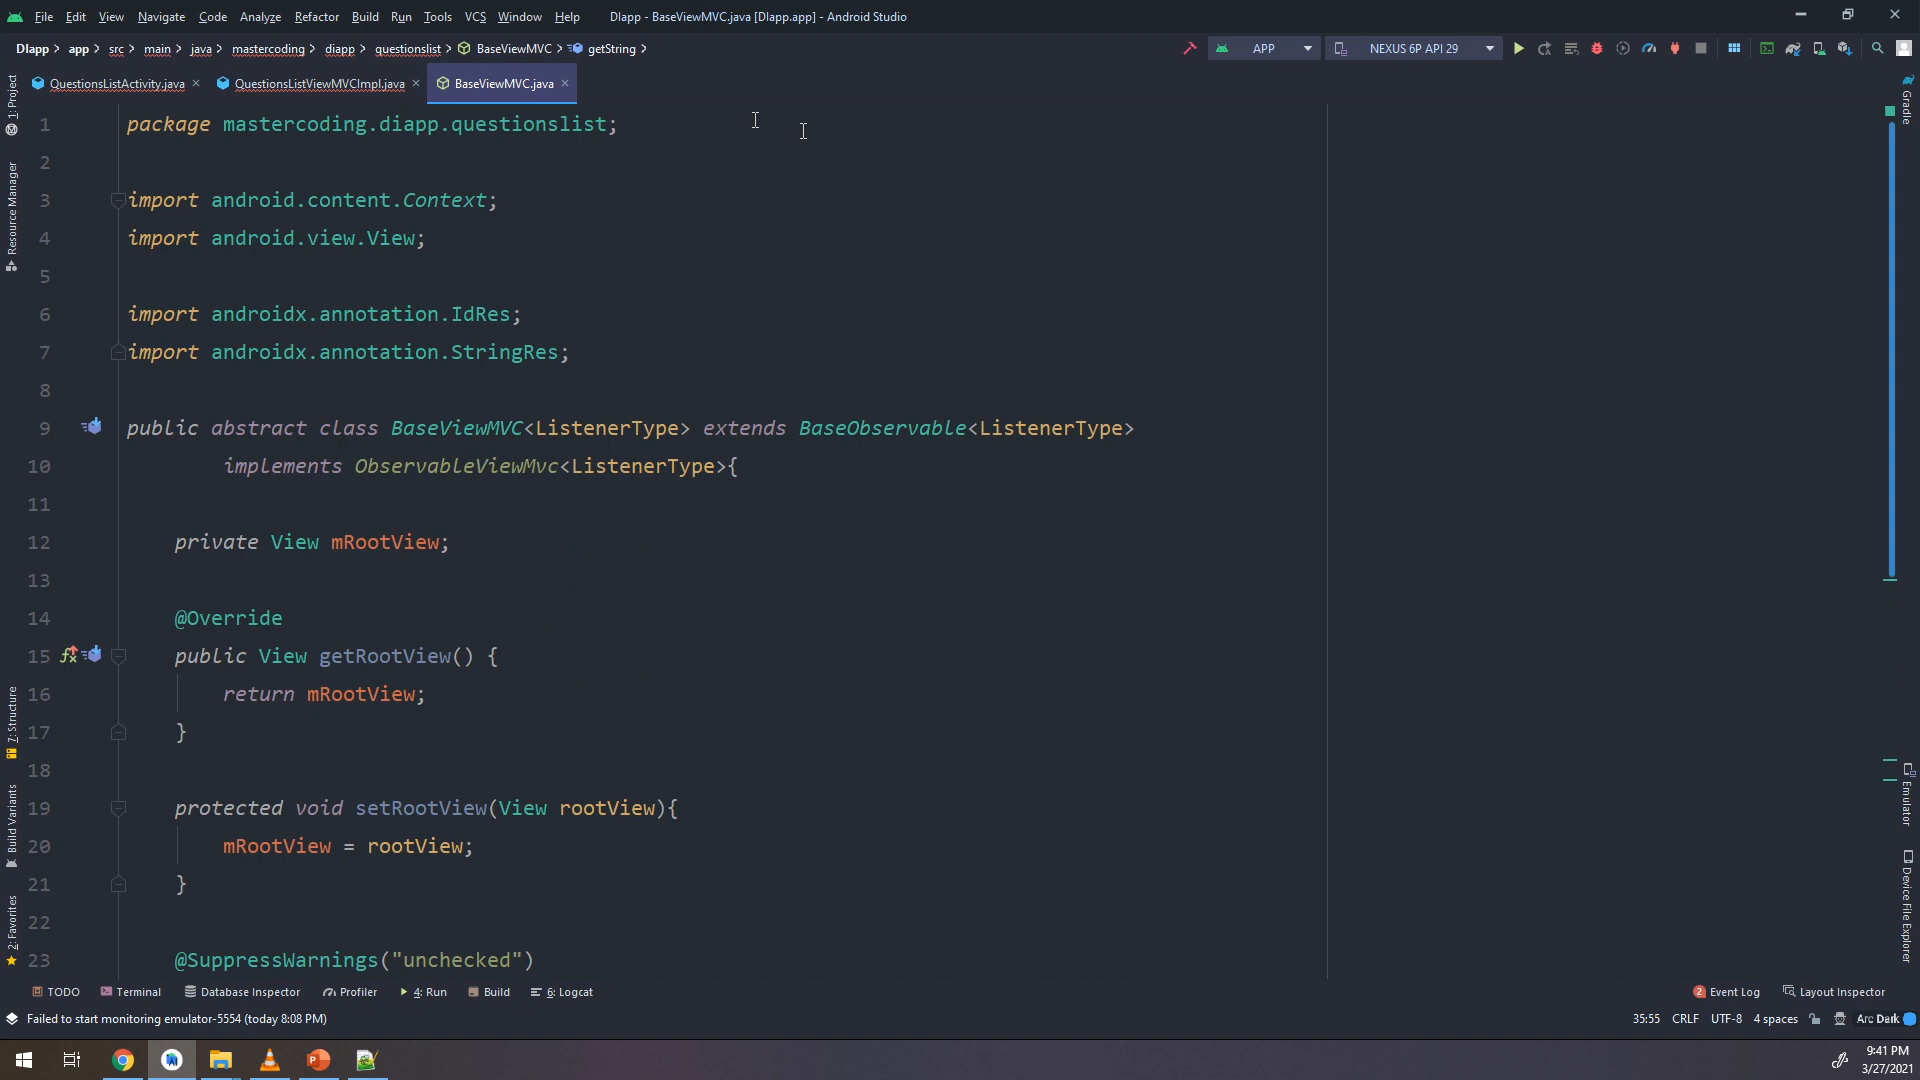 File Edit View Navigate Code Analyze Refactor Build Run Tools VCS Window Help DIapp - BaseViewMVC.java [DIapp.app] - Android Studio
DIapp app src main java mastercoding diapp questionslist BaseViewMVC getString APP NEXUS 6P API 29
QuestionsListActivity.java QuestionsListViewMVCImpl.java BaseViewMVC.java
1: Project
Resource Manager
7: Structure
Build Variants
2: Favorites
1 package mastercoding.diapp.questionslist;
2
3 import android.content.Context;
4 import android.view.View;
5
6 import androidx.annotation.IdRes;
7 import androidx.annotation.StringRes;
8
9 public abstract class BaseViewMVC<ListenerType> extends BaseObservable<ListenerType>
10 implements ObservableViewMvc<ListenerType>{
11
12 private View mRootView;
13
14 @Override
15 public View getRootView() {
16 return mRootView;
17 }
18
19 protected void setRootView(View rootView){
20 mRootView = rootView;
21 }
22
23 @SuppressWarnings("unchecked")
Gradle
Emulator
Device File Explorer
TODO Terminal Database Inspector Profiler 4: Run Build 6: Logcat 2 Event Log Layout Inspector
Failed to start monitoring emulator-5554 (today 8:08 PM) 35:55 CRLF UTF-8 4 spaces Arc Dark
9:41 PM
3/27/2021